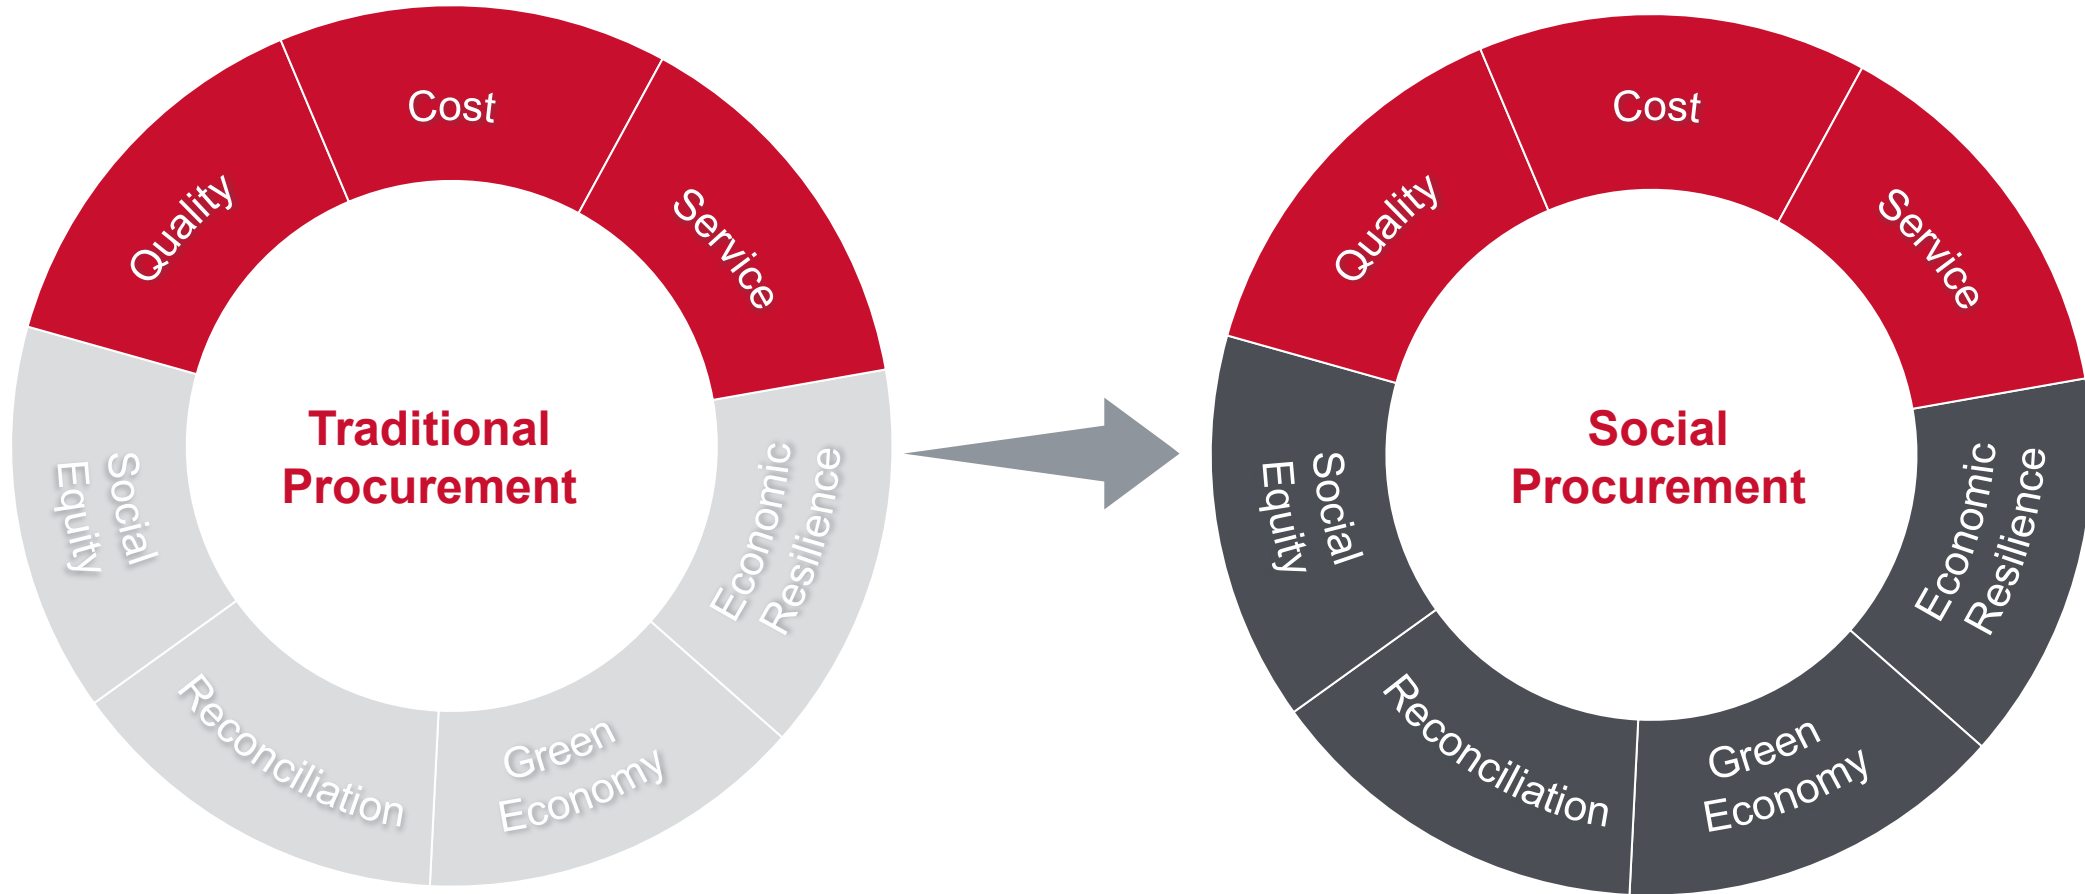 Cost
Quality
Service
Traditional
Procurement
Social
Equity
Economic
Resilience
Reconciliation
Green
Economy
Cost
Quality
Service
Social
Procurement
Social
Equity
Economic
Resilience
Reconciliation
Green
Economy